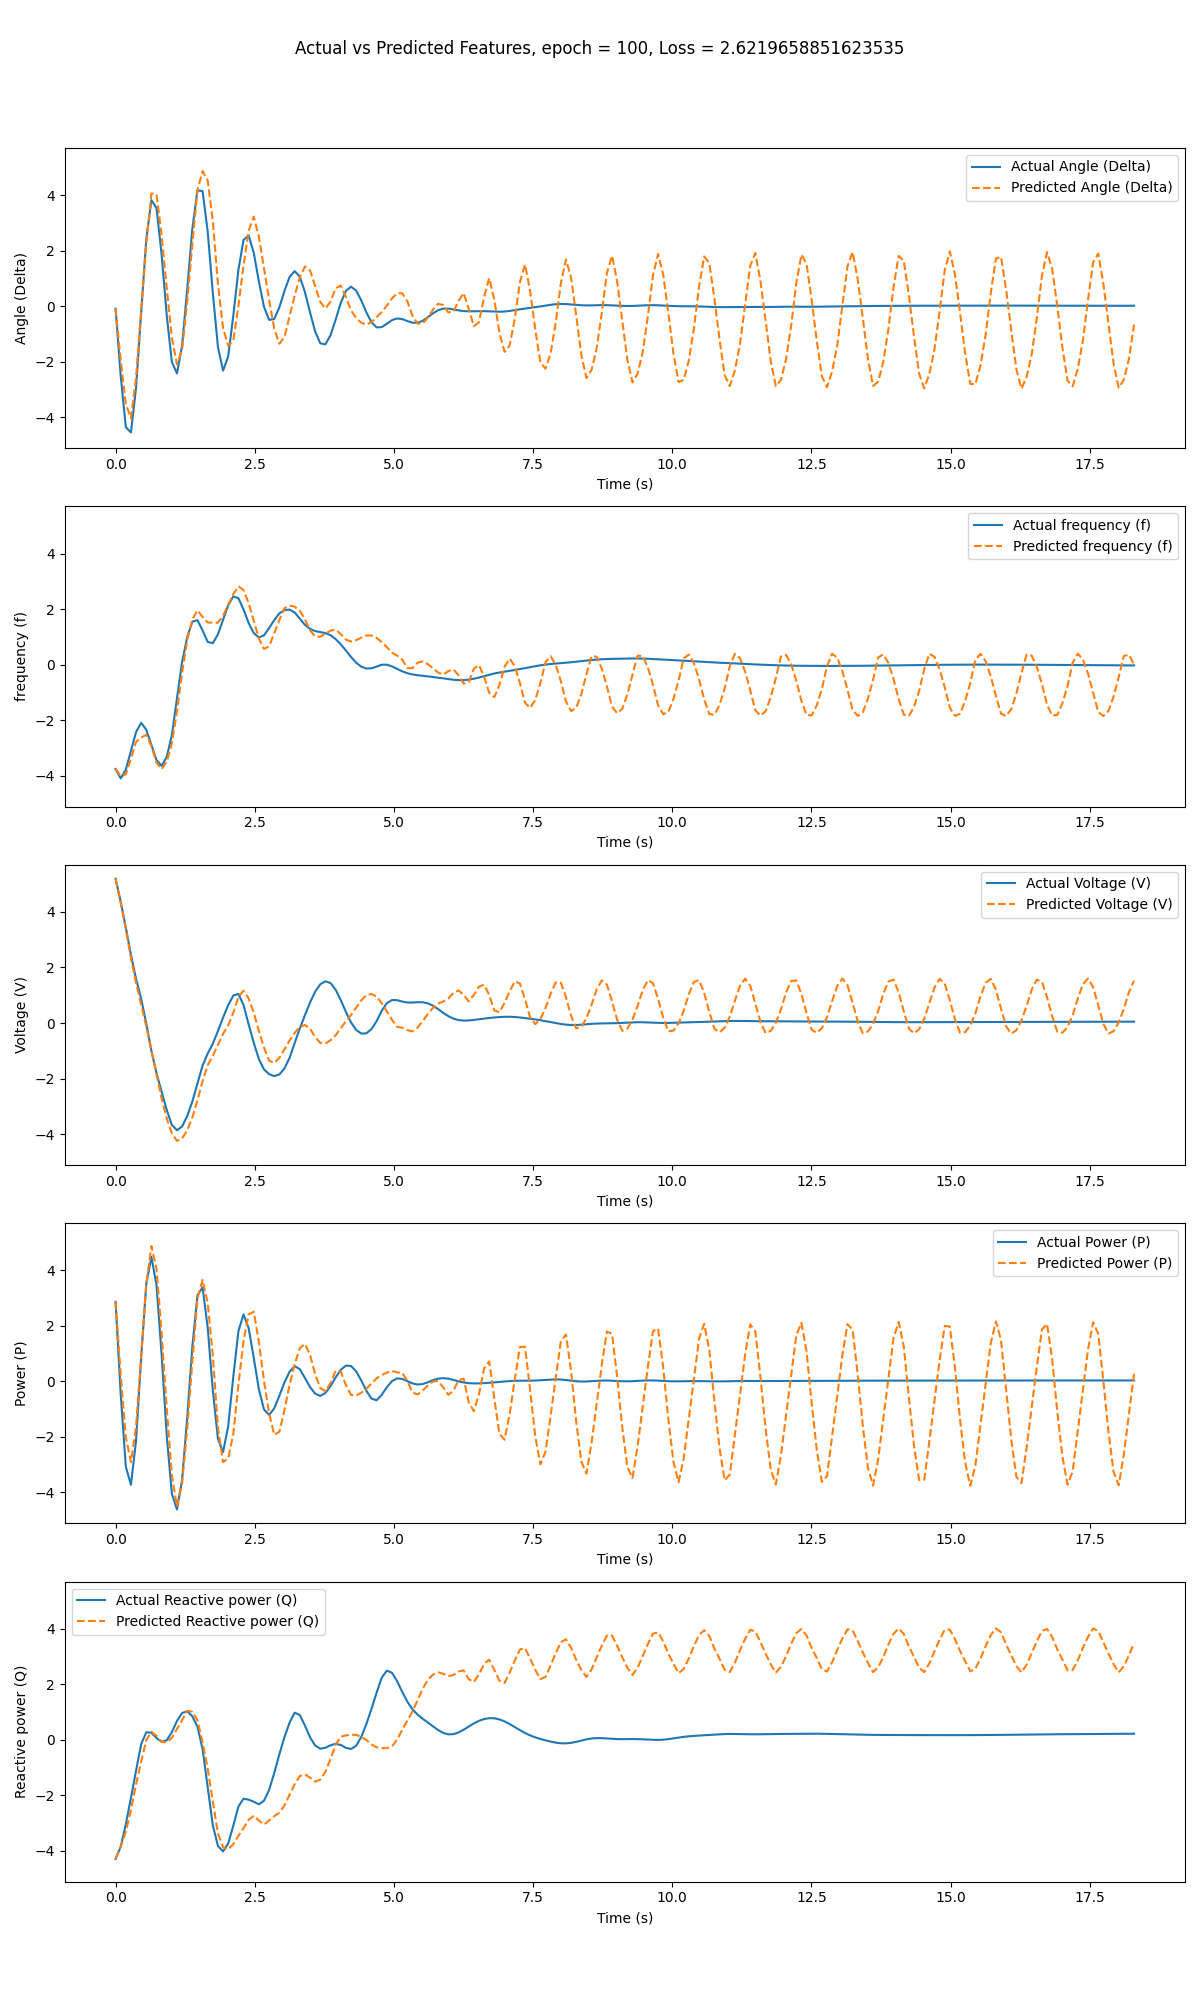 Actual vs Predicted Features, epoch = 100, Loss = 2.6219658851623535
Actual Angle (Delta)
Predicted Angle (Delta)
Angle (Delta)
4
2
0
−2
−4
0.0 2.5 5.0 7.5 10.0 12.5 15.0 17.5
Time (s)
Actual frequency (f)
Predicted frequency (f)
frequency (f)
4
2
0
−2
−4
0.0 2.5 5.0 7.5 10.0 12.5 15.0 17.5
Time (s)
Actual Voltage (V)
Predicted Voltage (V)
Voltage (V)
4
2
0
−2
−4
0.0 2.5 5.0 7.5 10.0 12.5 15.0 17.5
Time (s)
Actual Power (P)
Predicted Power (P)
Power (P)
4
2
0
−2
−4
0.0 2.5 5.0 7.5 10.0 12.5 15.0 17.5
Time (s)
Actual Reactive power (Q)
Predicted Reactive power (Q)
Reactive power (Q)
4
2
0
−2
−4
0.0 2.5 5.0 7.5 10.0 12.5 15.0 17.5
Time (s)